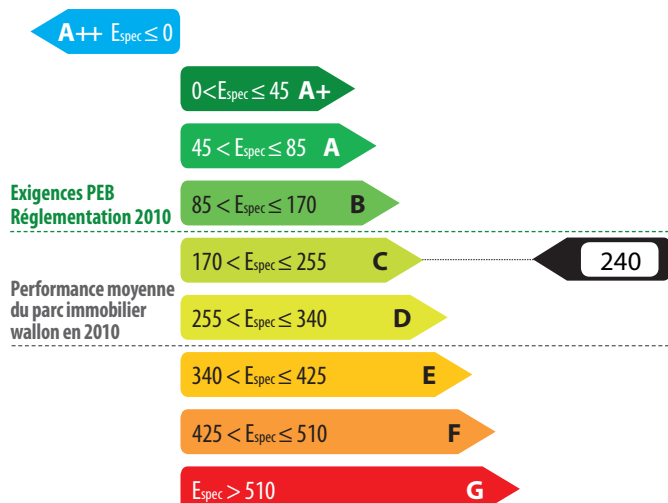 A++ Espec ≤ 0
0<Espec ≤ 45 A+
45 < Espec ≤ 85 A
Exigences PEB
Réglementation 2010
85 < Espec ≤ 170 B
170 < Espec ≤ 255 C
240
Performance moyenne
du parc immobilier
wallon en 2010
255 < Espec ≤ 340 D
340 < Espec ≤ 425 E
425 < Espec ≤ 510 F
Espec > 510 G